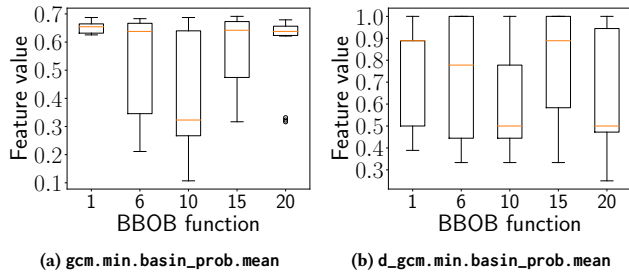 0.7
0.6
0.5
0.4
0.3
0.2
0.1
Feature value
1 6 10 15 20
BBOB function
(a) gcm.min.basin_prob.mean
1.0
0.9
0.8
0.7
0.6
0.5
0.4
0.3
Feature value
1 6 10 15 20
BBOB function
(b) d_gcm.min.basin_prob.mean